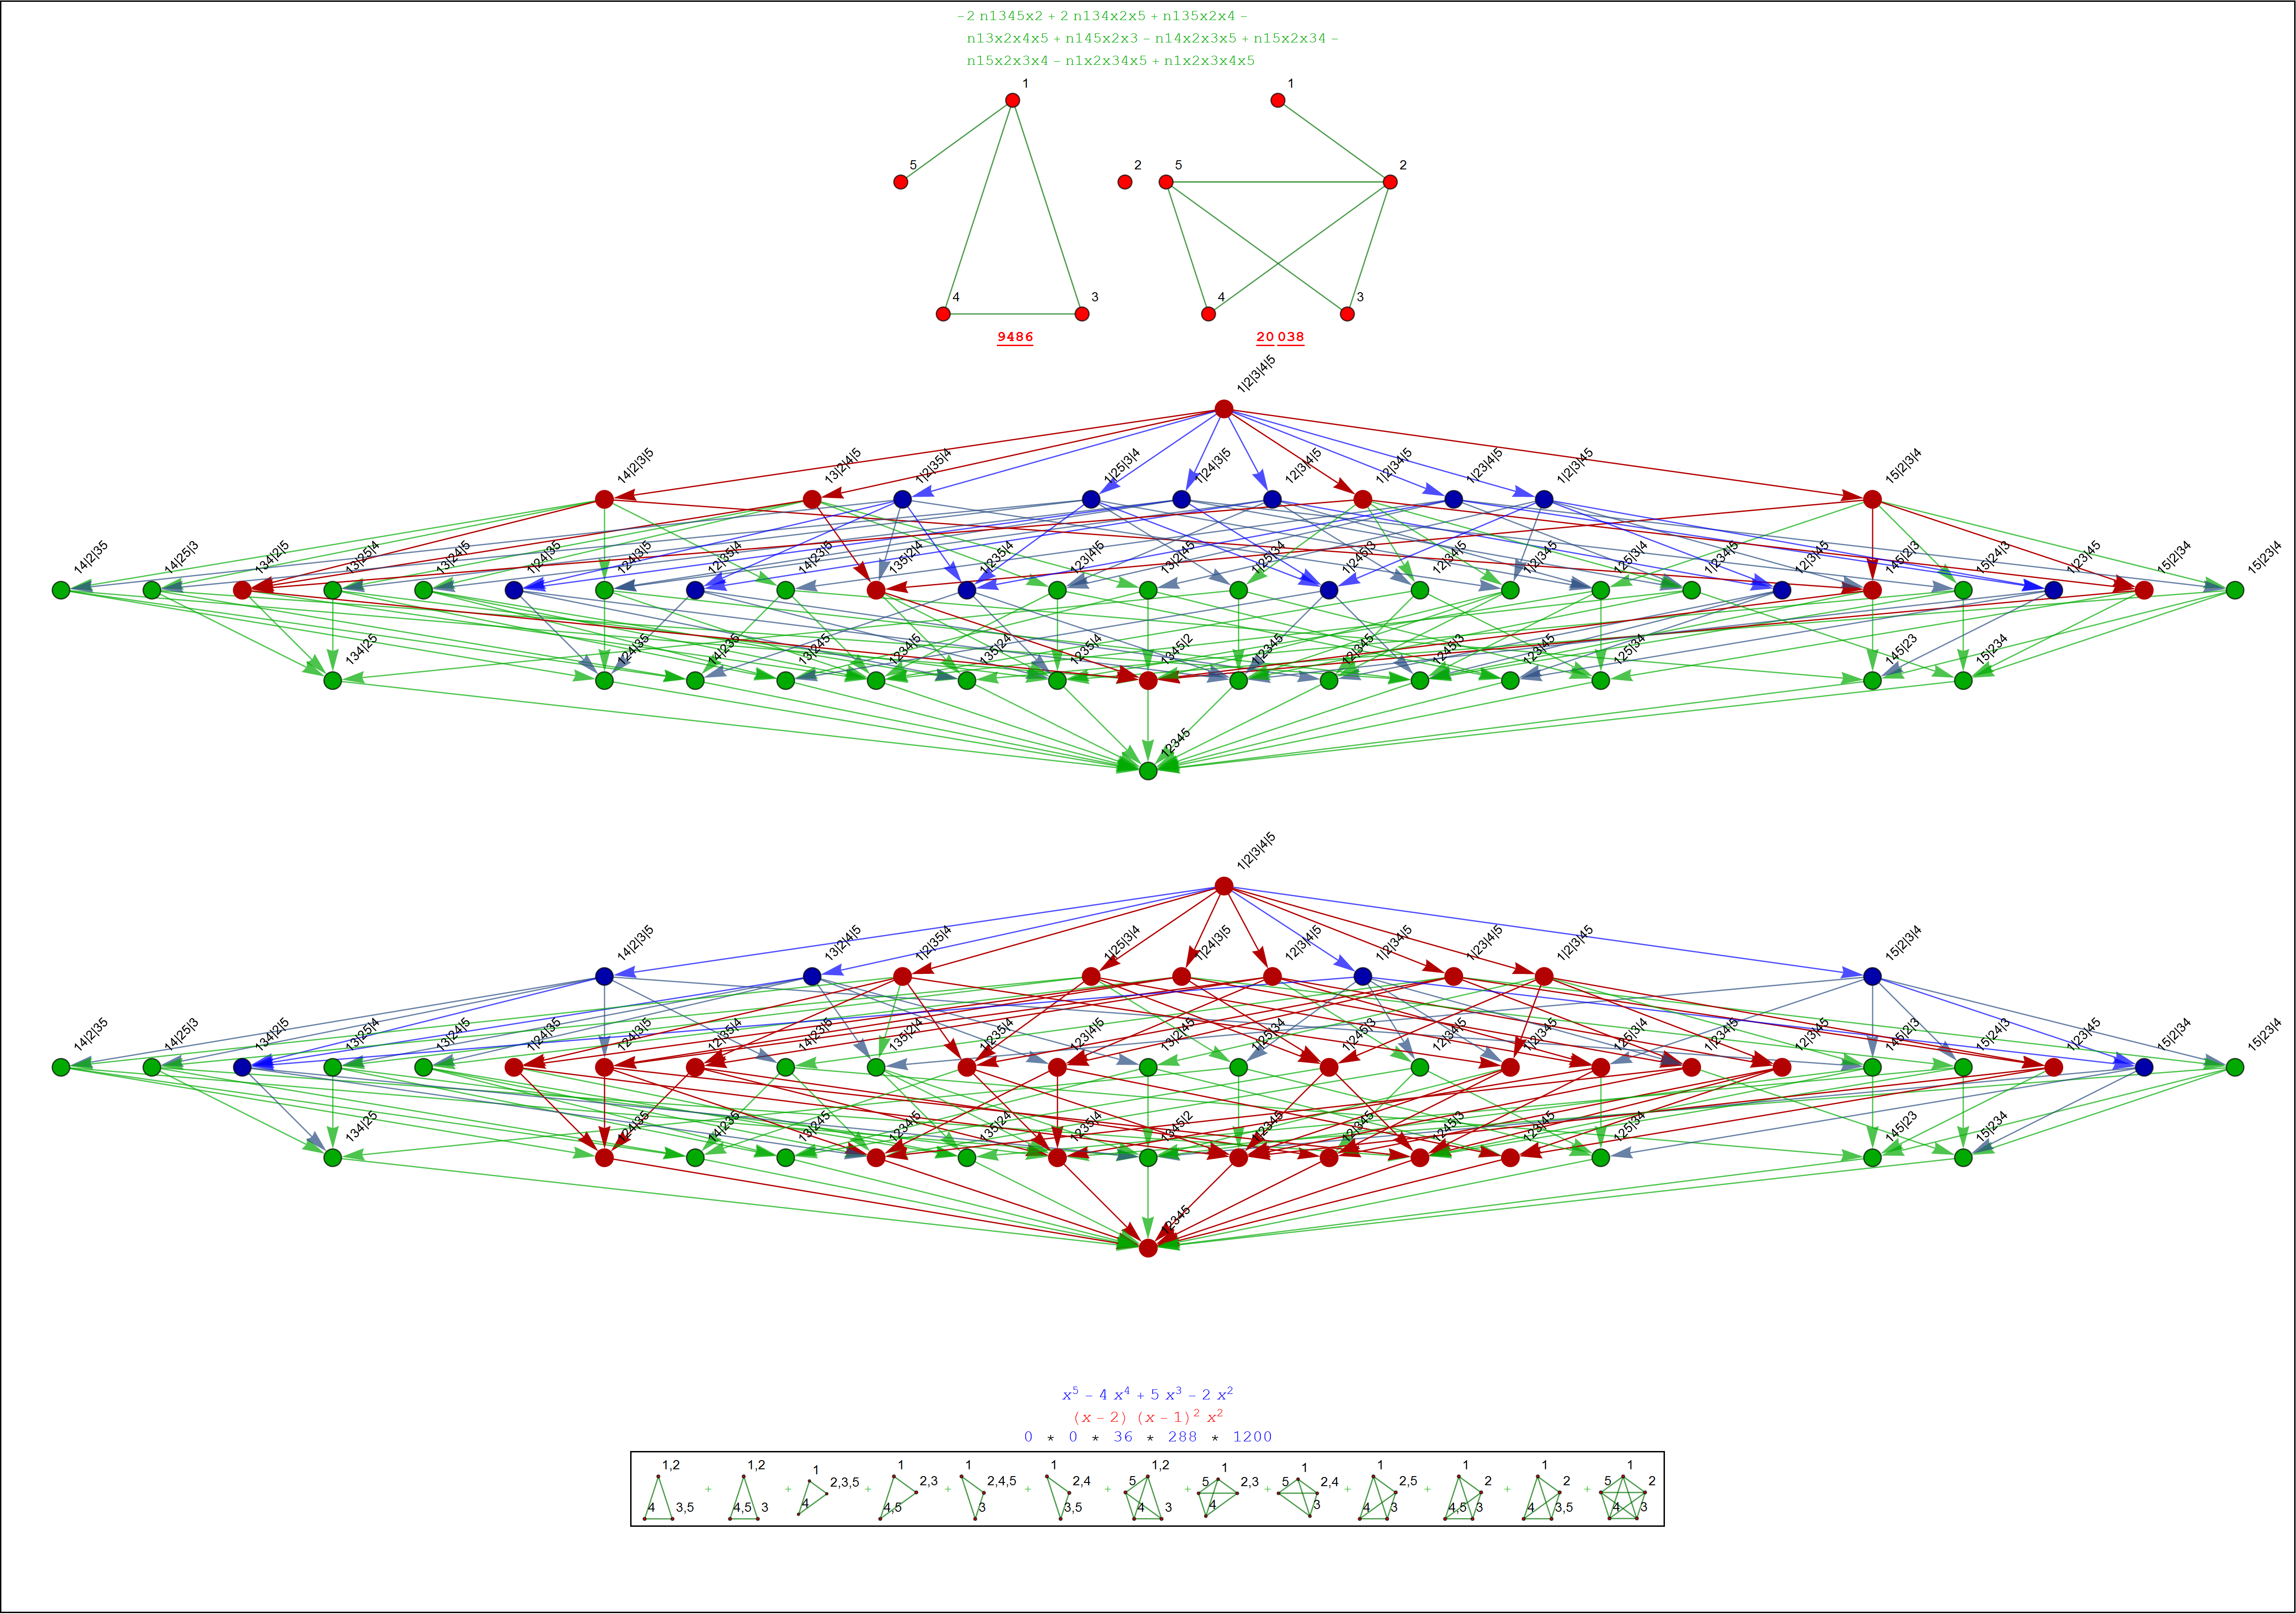 −2 n1345x2 + 2 n134x2x5 + n135x2x4 −
n13x2x4x5 + n145x2x3 − n14x2x3x5 + n15x2x34 −
n15x2x3x4 − n1x2x34x5 + n1x2x3x4x5
1 1
5 2 5 2
4 3 4 3
9486 20 038
1|2|3|4|5
14|2|3|5 13|2|4|5 1|2|35|4 1|25|3|4 1|24|3|5 12|3|4|5 1|2|34|5 1|23|4|5 1|2|3|45 15|2|3|4
14|2|35 14|25|3 134|2|5 13|25|4 13|24|5 1|24|35 124|3|5 12|35|4 14|23|5 135|2|4 1|235|4 123|4|5 13|2|45 1|25|34 1|245|3 12|34|5 1|2|345 125|3|4 1|234|5 12|3|45 145|2|3 15|24|3 1|23|45 15|2|34 15|23|4
134|25 124|35 14|235 13|245 1234|5 135|24 1235|4 1345|2 1|2345 12|345 1245|3 123|45 125|34 145|23 15|234
12345
1|2|3|4|5
14|2|3|5 13|2|4|5 1|2|35|4 1|25|3|4 1|24|3|5 12|3|4|5 1|2|34|5 1|23|4|5 1|2|3|45 15|2|3|4
14|2|35 14|25|3 134|2|5 13|25|4 13|24|5 1|24|35 124|3|5 12|35|4 14|23|5 135|2|4 1|235|4 123|4|5 13|2|45 1|25|34 1|245|3 12|34|5 1|2|345 125|3|4 1|234|5 12|3|45 145|2|3 15|24|3 1|23|45 15|2|34 15|23|4
134|25 124|35 14|235 13|245 1234|5 135|24 1235|4 1345|2 1|2345 12|345 1245|3 123|45 125|34 145|23 15|234
12345
x⁵ − 4 x⁴ + 5 x³ − 2 x²
(x − 2) (x − 1)² x²
0 * 0 * 36 * 288 * 1200
1,2 4 3,5 + 1,2 4,5 3 + 1 2,3,5 4 + 1 2,3 4,5 + 1 2,4,5 3 + 1 2,4 3,5 + 1,2 5 4 3 + 1 5 2,3 4 + 1 5 2,4 3 + 1 2,5 4 3 + 1 2 4,5 3 + 1 2 4 3,5 + 1 5 2 4 3